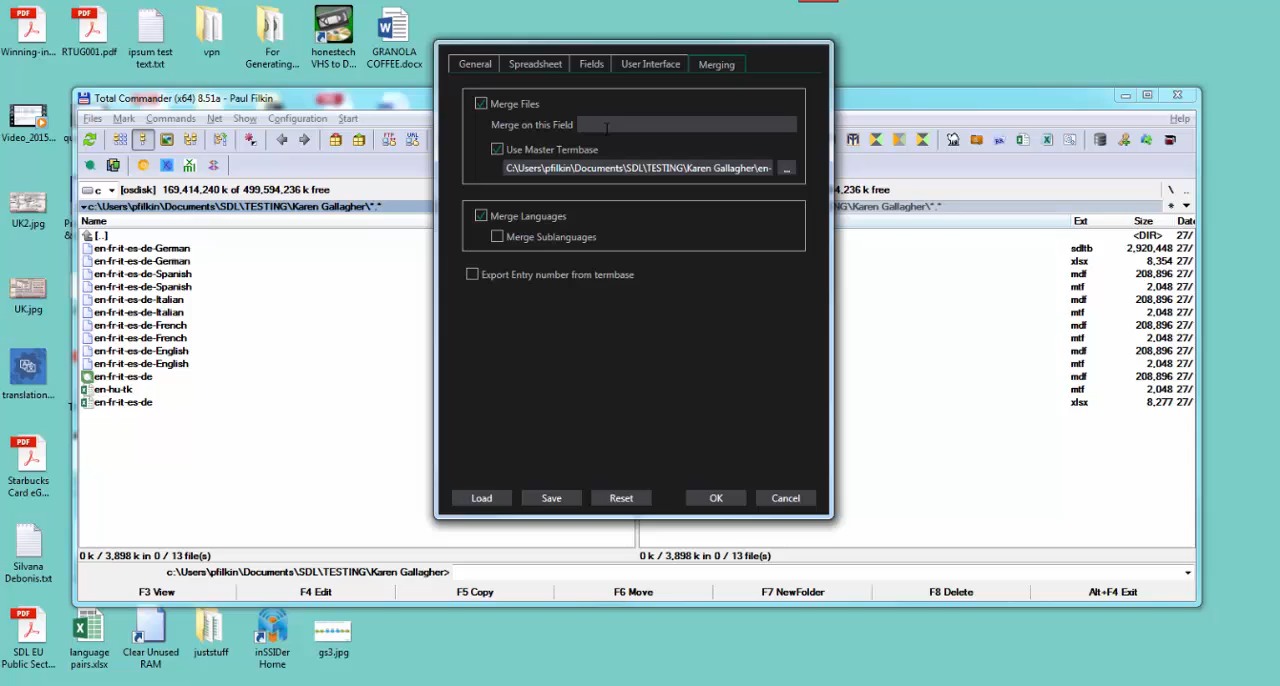 Winning-in...
RTUG001.pdf
ipsum test
text.txt
vpn
For
Generating...
honestech
VHS to D...
GRANOLA
COFFEE.docx
Video_2015...
UK2.jpg
UK.jpg
translation...
Starbucks
Card eG...
Silvana
Debonis.txt
SDL EU
Public Sect...
language
pairs.xlsx
Clear Unused
RAM
juststuff
inSSIDer
Home
gs3.jpg
Total Commander (x64) 8.51a - Paul Filkin
Files Mark Commands Net Show Configuration Start
Help
c [osdisk] 169,414,240 k of 499,594,236 k free
4,236 k free
\ ..
c:\Users\pfilkin\Documents\SDL\TESTING\Karen Gallagher\*.*
\Karen Gallagher\*.*
* 
Name
Ext Size Date
[..]
<DIR> 27/
en-fr-it-es-de-German
sdltb 2,920,448 27/
en-fr-it-es-de-German
xlsx 8,354 27/
en-fr-it-es-de-Spanish
mdf 208,896 27/
en-fr-it-es-de-Spanish
mtf 2,048 27/
en-fr-it-es-de-Italian
mdf 208,896 27/
en-fr-it-es-de-Italian
mtf 2,048 27/
en-fr-it-es-de-French
mdf 208,896 27/
en-fr-it-es-de-French
mtf 2,048 27/
en-fr-it-es-de-English
mdf 208,896 27/
en-fr-it-es-de-English
mtf 2,048 27/
en-fr-it-es-de
mdf 208,896 27/
en-hu-tk
mtf 2,048 27/
en-fr-it-es-de
xlsx 8,277 27/
0 k / 3,898 k in 0 / 13 file(s)
0 k / 3,898 k in 0 / 13 file(s)
c:\Users\pfilkin\Documents\SDL\TESTING\Karen Gallagher>
F3 View F4 Edit F5 Copy F6 Move F7 NewFolder F8 Delete Alt+F4 Exit
General Spreadsheet Fields User Interface Merging
Merge Files
Merge on this Field
Use Master Termbase
C:\Users\pfilkin\Documents\SDL\TESTING\Karen Gallagher\en-
...
Merge Languages
Merge Sublanguages
Export Entry number from termbase
Load Save Reset OK Cancel